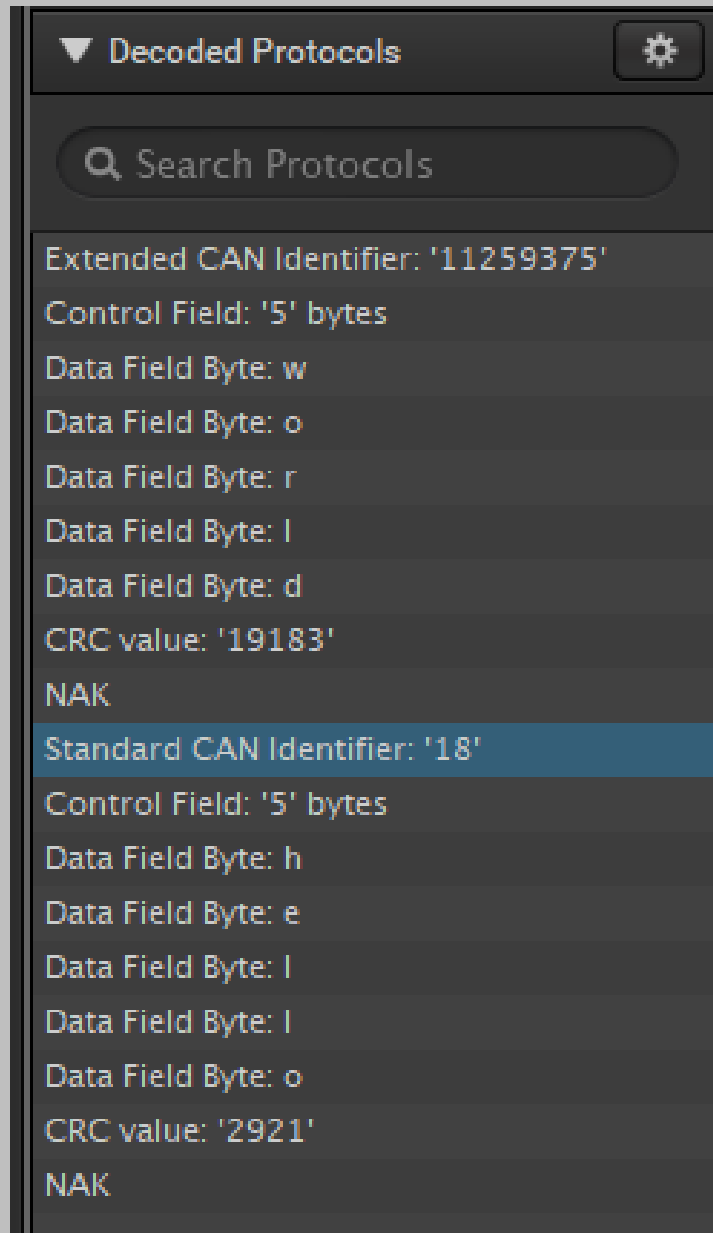 Decoded Protocols
Search Protocols
Extended CAN Identifier: '11259375'
Control Field: '5' bytes
Data Field Byte: w
Data Field Byte: o
Data Field Byte: r
Data Field Byte: l
Data Field Byte: d
CRC value: '19183'
NAK
Standard CAN Identifier: '18'
Control Field: '5' bytes
Data Field Byte: h
Data Field Byte: e
Data Field Byte: l
Data Field Byte: l
Data Field Byte: o
CRC value: '2921'
NAK